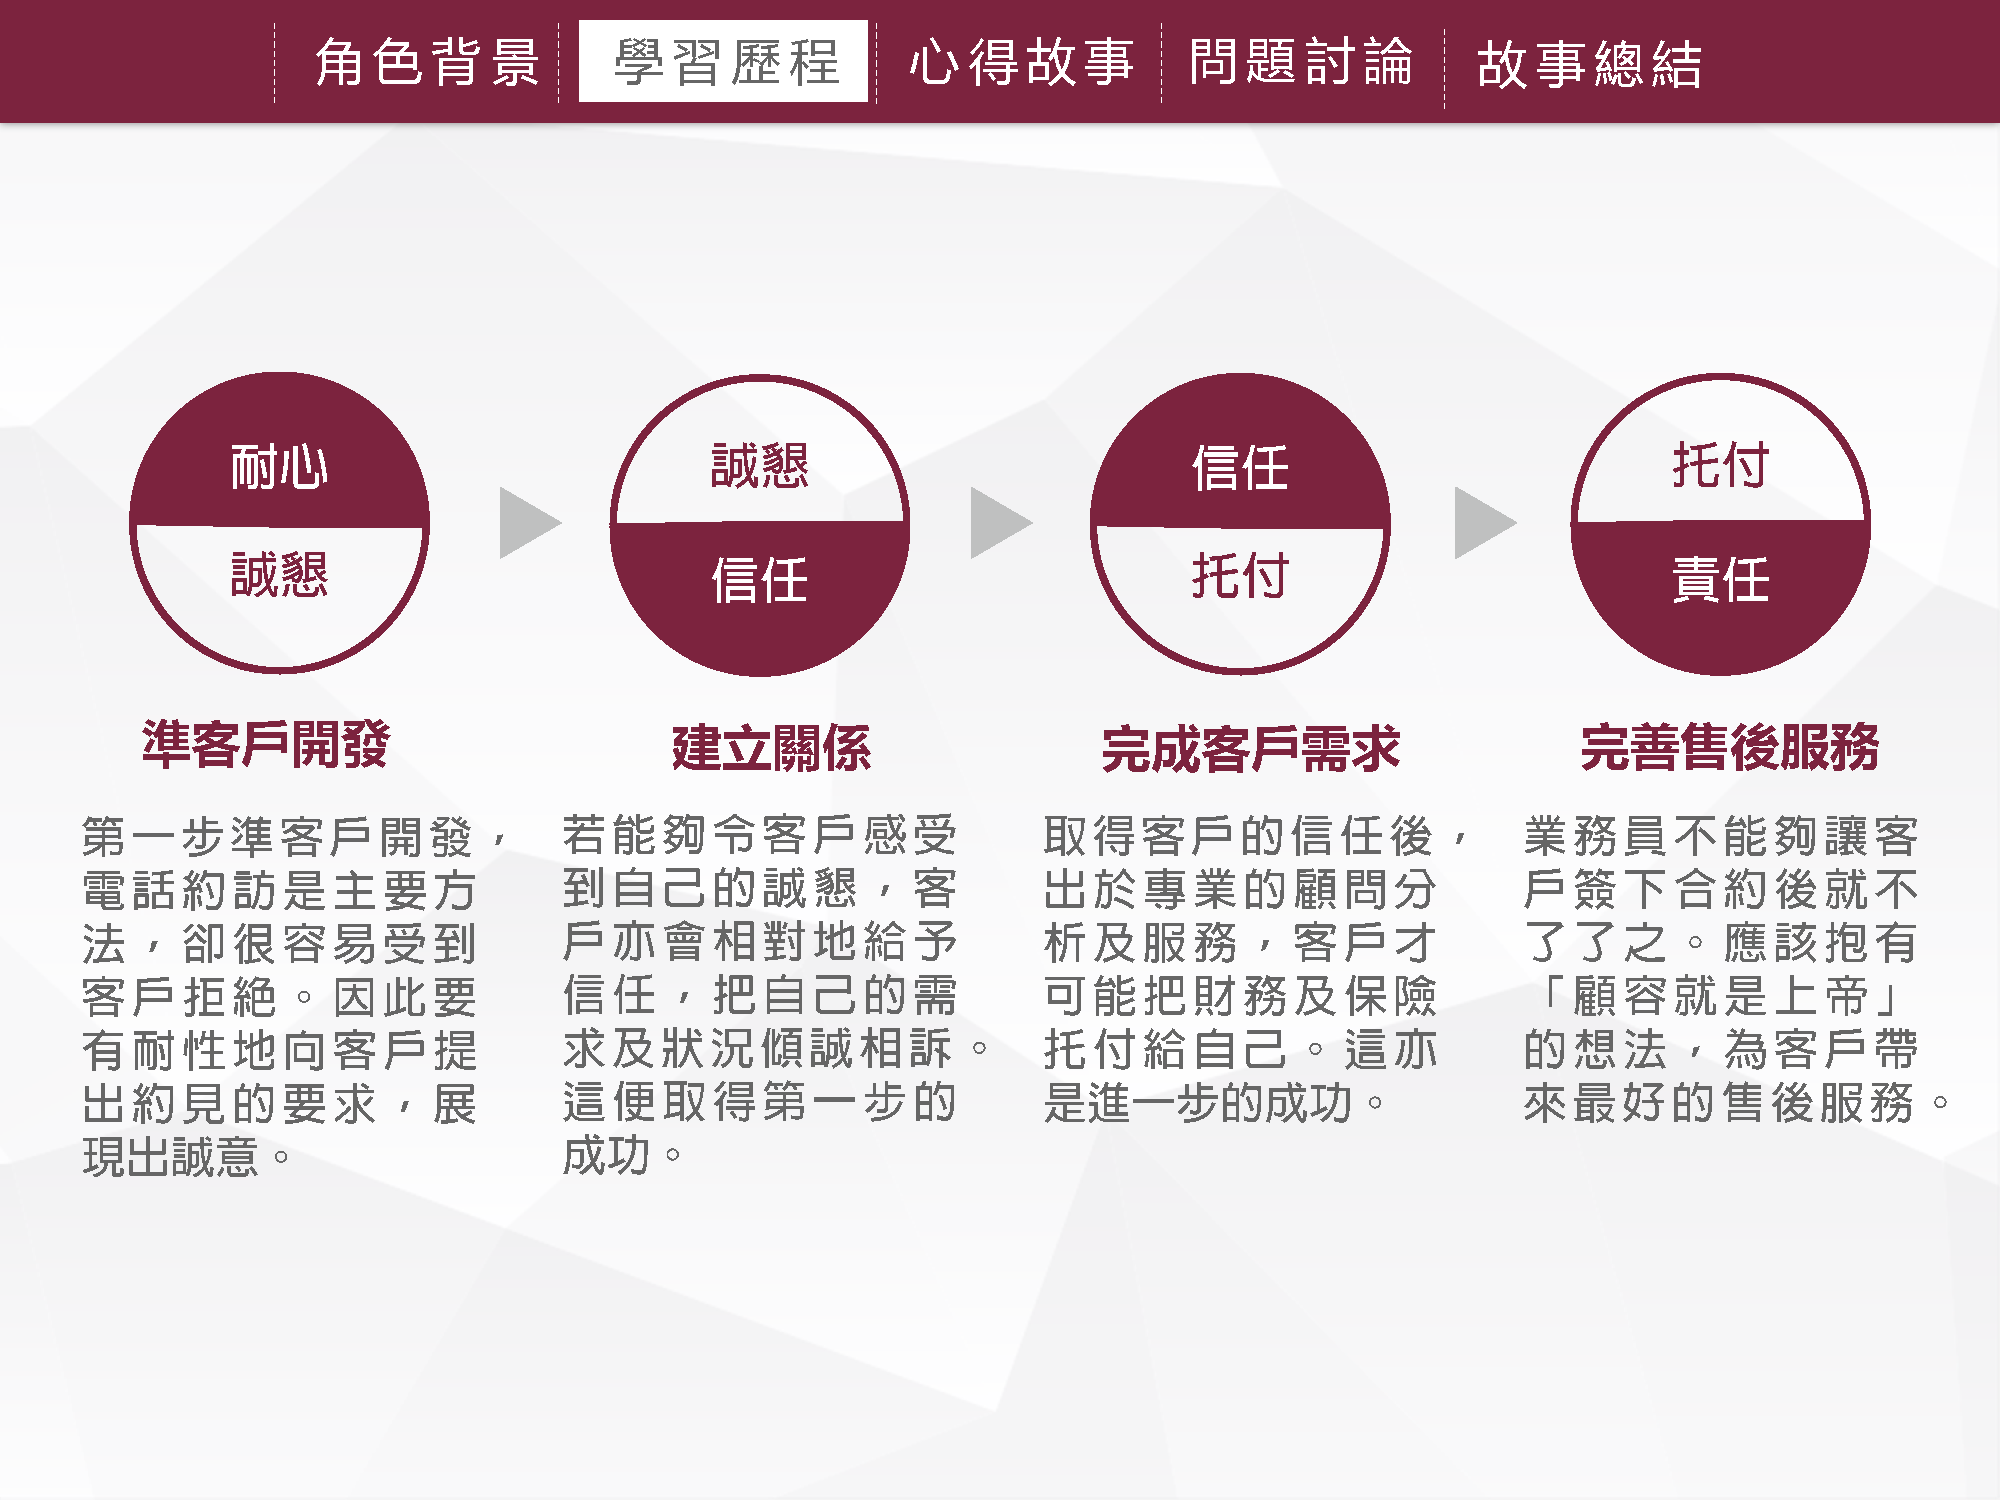 角色背景
學習歷程
心得故事
問題討論
故事總結
耐心
誠懇
準客戶開發
第一步準客戶開發，
電話約訪是主要方
法，卻很容易受到
客戶拒絶。因此要
有耐性地向客戶提
出約見的要求，展
現出誠意。
誠懇
信任
建立關係
若能夠令客戶感受
到自己的誠懇，客
戶亦會相對地給予
信任，把自己的需
求及狀況傾誠相訴。
這便取得第一步的
成功。
信任
托付
完成客戶需求
取得客戶的信任後，
出於專業的顧問分
析及服務，客戶才
可能把財務及保險
托付給自己。這亦
是進一步的成功。
托付
責任
完善售後服務
業務員不能夠讓客
戶簽下合約後就不
了了之。應該抱有
「顧容就是上帝」
的想法，為客戶帶
來最好的售後服務。